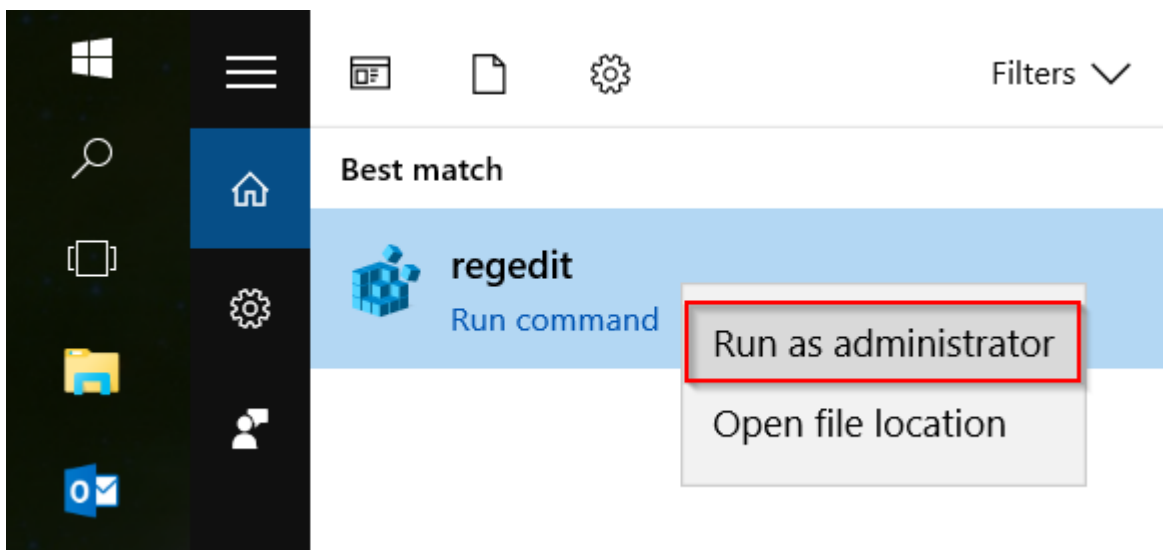 Filters
Best match
regedit
Run command
Run as administrator
Open file location